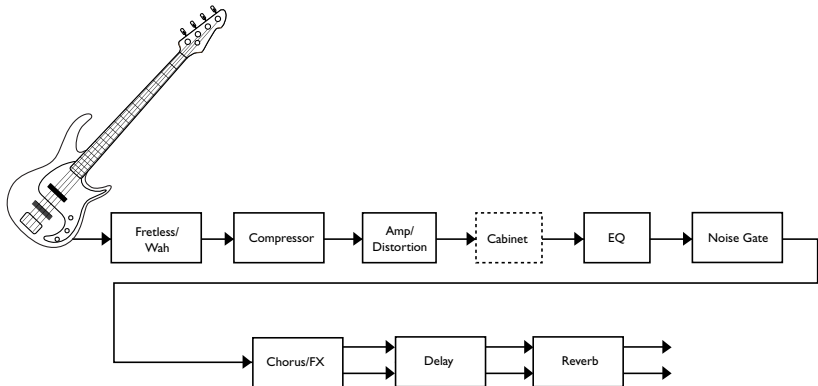 Fretless/
Wah
Compressor
Amp/
Distortion
Cabinet
EQ
Noise Gate
Chorus/FX
Delay
Reverb